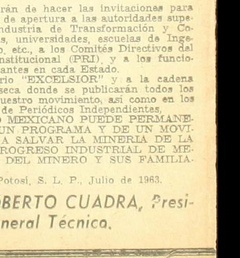 rán de hacer las invitaciones para
de apertura a las autoridades supe-
ndustria de Transformación y Co-
as, universidades, escuelas de Inge-
, etc., a los Comités Directivos del
nstitucional (PRI), y a los funcio-
antes en cada Estado.
rio "EXCELSIOR" y a la cadena
seca donde se publicarán todos los
uestro movimiento, así como en los
de Periódicos Independientes,
O MEXICANO PUEDE PERMANE-
UN PROGRAMA Y DE UN MOVI-
A SALVAR LA MINERIA DE LA
ROGRESO INDUSTRIAL DE ME-
DEL MINERO Y SUS FAMILIA-
Potosí, S. L. P., Julio de 1963.
OBERTO CUADRA, Presi-
neral Técnico.